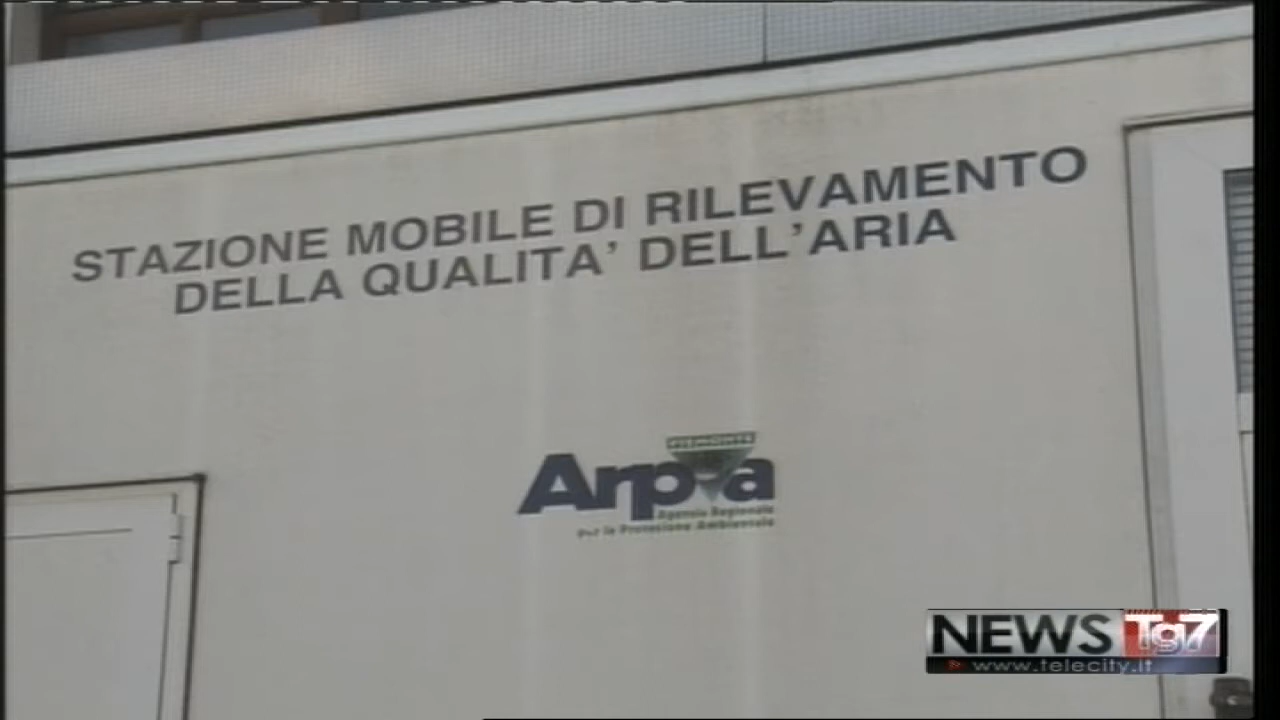 STAZIONE MOBILE DI RILEVAMENTO
DELLA QUALITA' DELL'ARIA
PIEMONTE
Arpa
Agenzia Regionale
per la Protezione Ambientale
NEWS Tg7
www.telecity.it